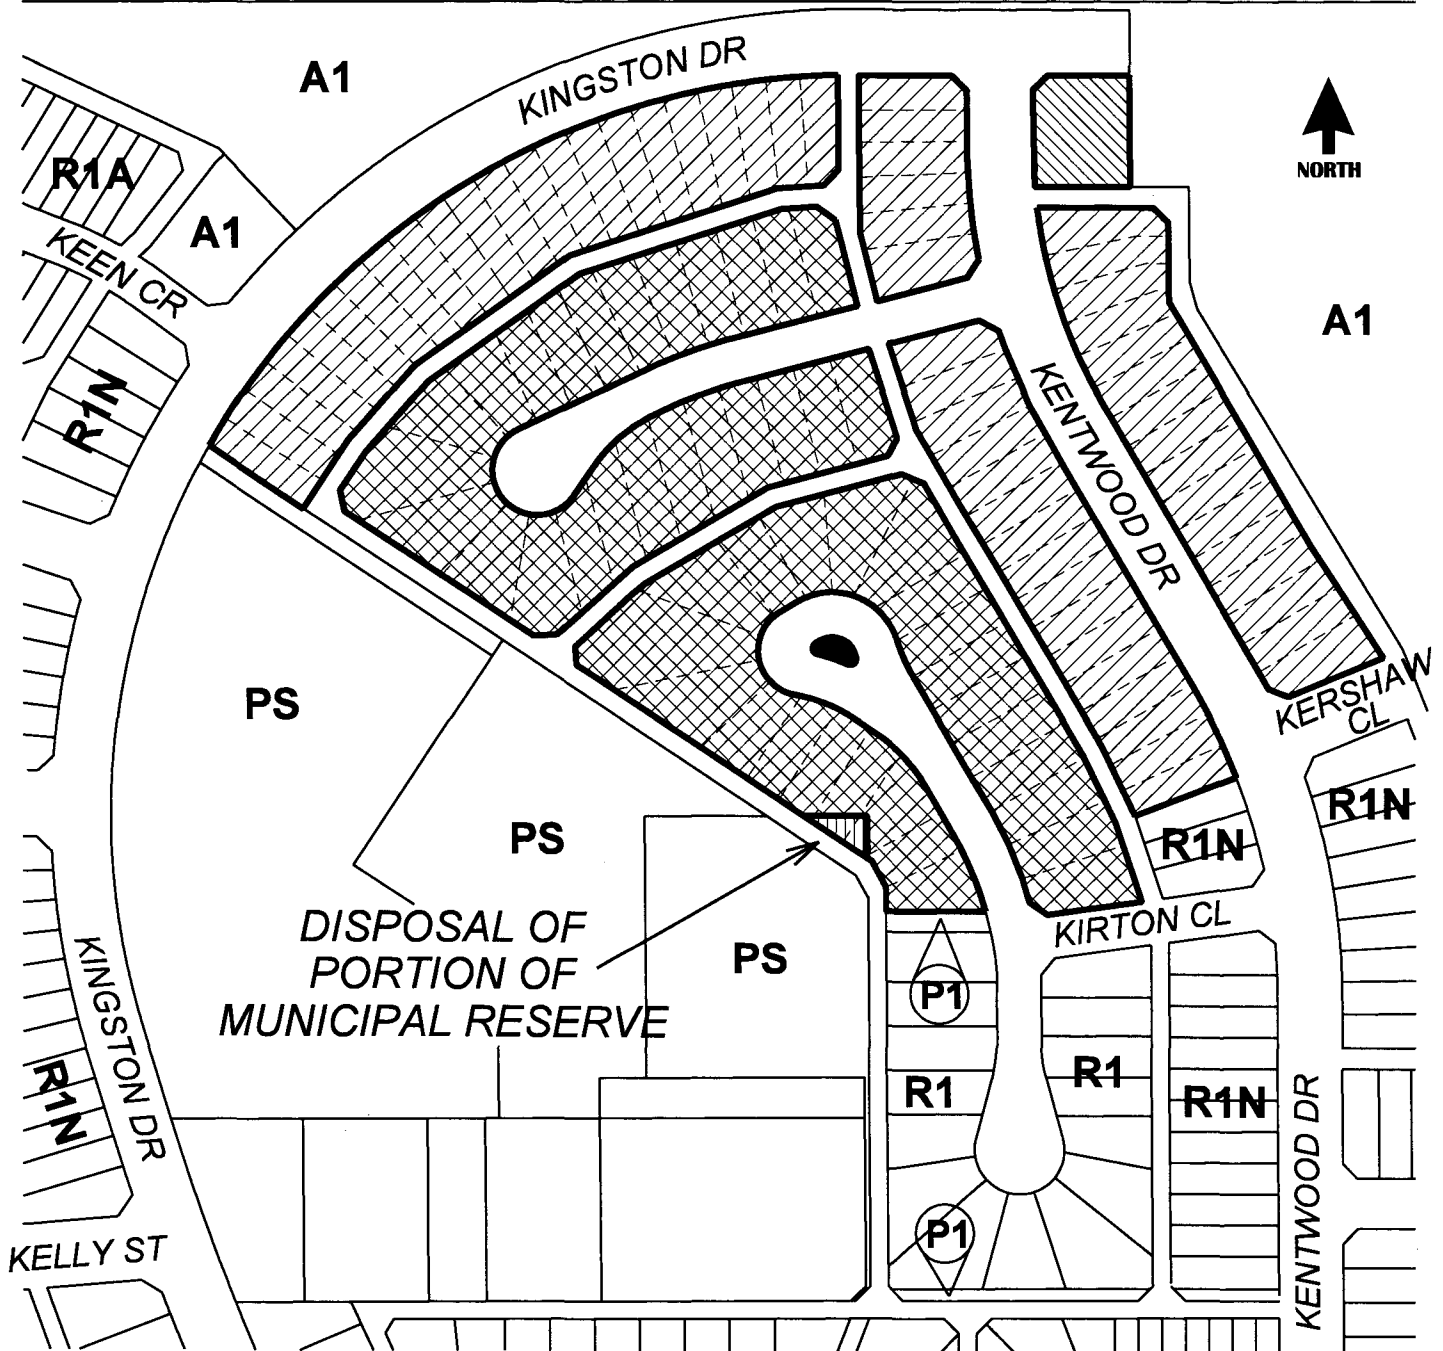 KINGSTON DR
A1
R1A
A1
NORTH
KEEN CR
A1
R1N
KENTWOOD DR
PS
KERSHAW
CL
R1N
PS
R1N
DISPOSAL OF
PORTION OF
MUNICIPAL RESERVE
KIRTON CL
PS
P1
KINGSTON DR
R1N
R1
R1
R1N
KENTWOOD DR
P1
KELLY ST